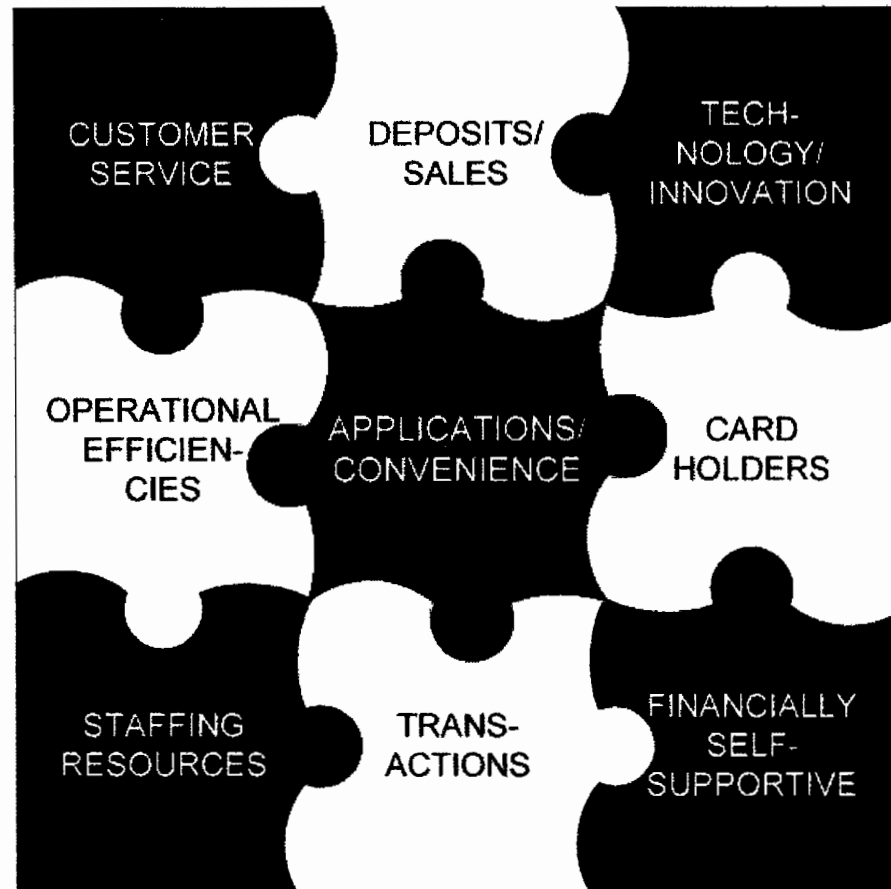 CUSTOMER
SERVICE
DEPOSITS/
SALES
TECH-
NOLOGY/
INNOVATION
OPERATIONAL
EFFICIEN-
CIES
APPLICATIONS/
CONVENIENCE
CARD
HOLDERS
STAFFING
RESOURCES
TRANS-
ACTIONS
FINANCIALLY
SELF-
SUPPORTIVE